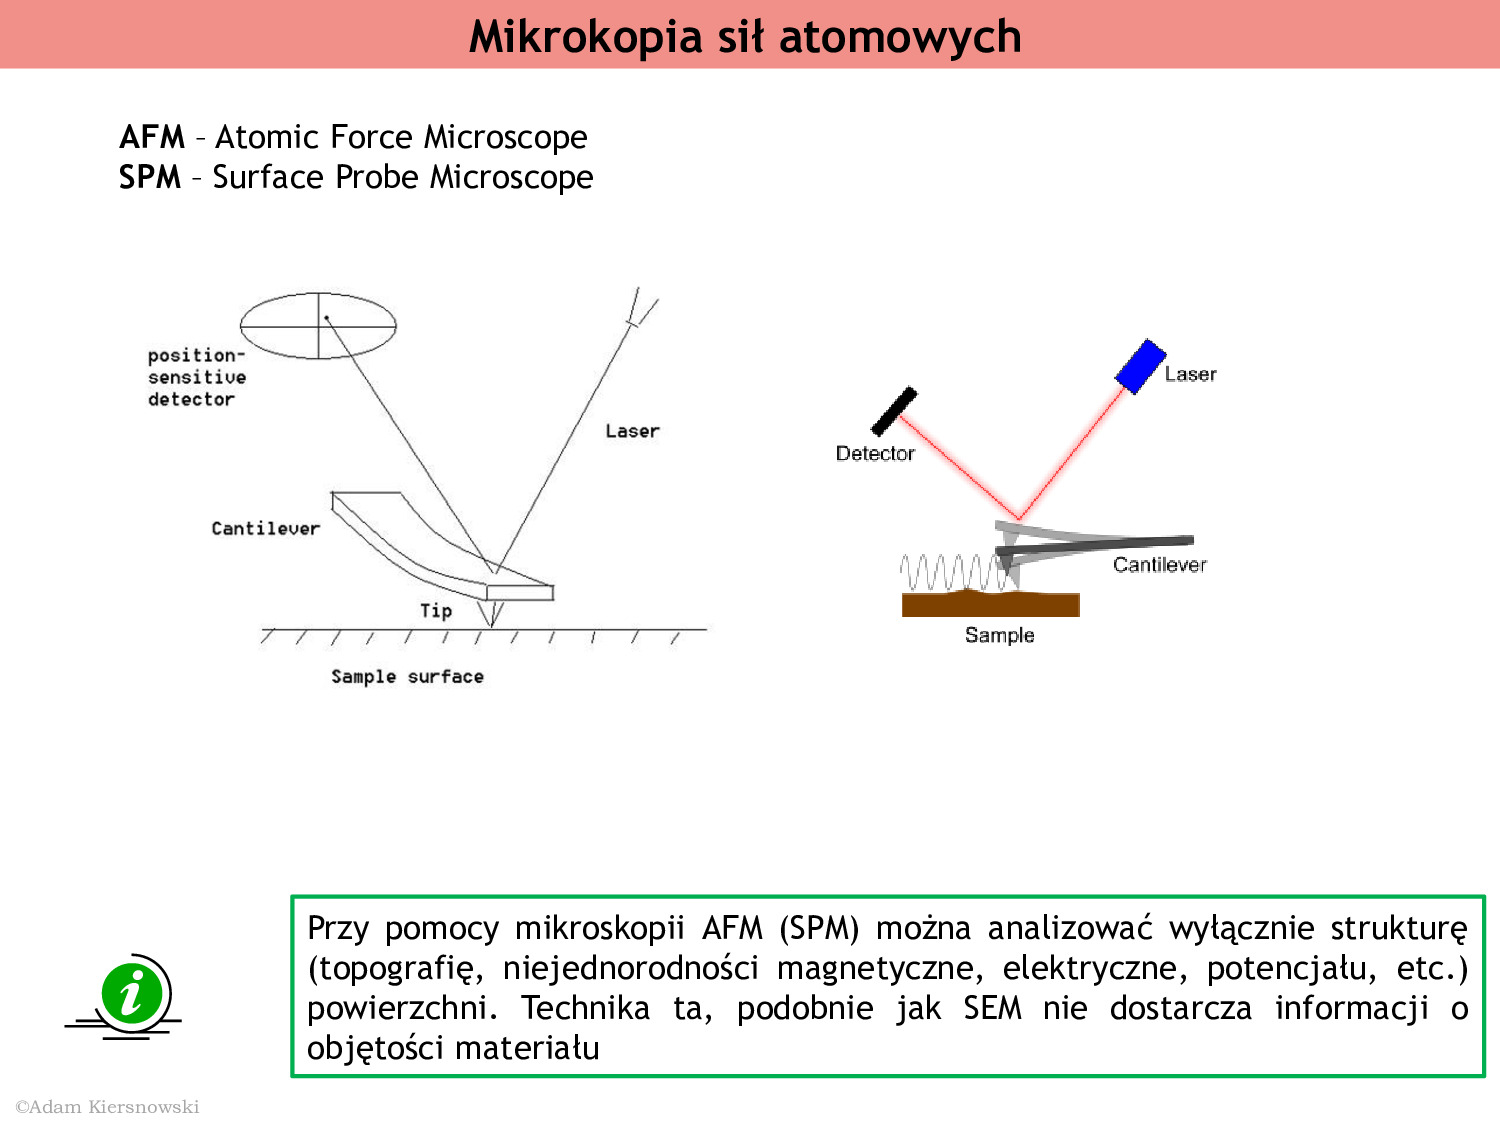 Mikrokopia sił atomowych
AFM – Atomic Force Microscope
SPM – Surface Probe Microscope
position-
sensitive
detector
Laser
Cantilever
Tip
Sample surface
Laser
Detector
Cantilever
Sample
Przy pomocy mikroskopii AFM (SPM) można analizować wyłącznie strukturę
(topografię, niejednorodności magnetyczne, elektryczne, potencjału, etc.)
powierzchni. Technika ta, podobnie jak SEM nie dostarcza informacji o
objętości materiału
i
©Adam Kiersnowski